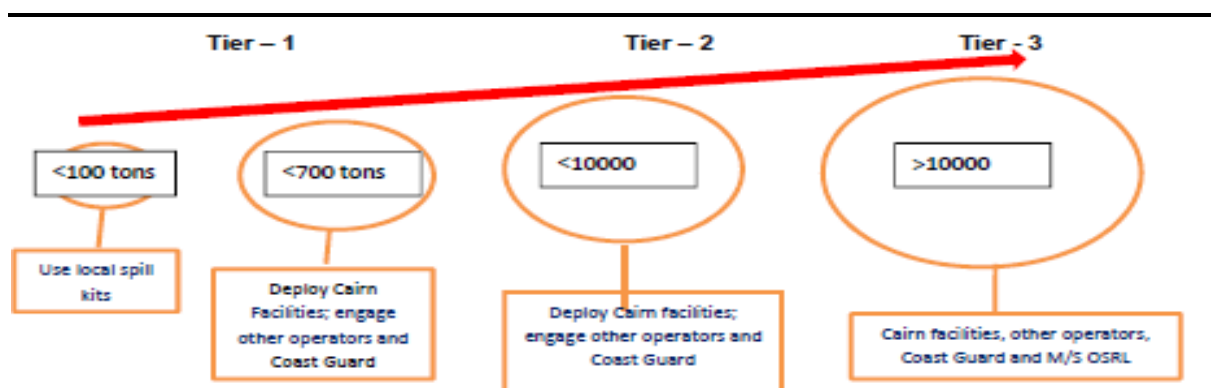 Tier – 1
Tier – 2
Tier - 3
<100 tons
<700 tons
<10000
>10000
Use local spill
kits
Deploy Cairn
Facilities; engage
other operators and
Coast Guard
Deploy Cairn facilities;
engage other operators and
Coast Guard
Cairn facilities, other operators,
Coast Guard and M/S OSRL